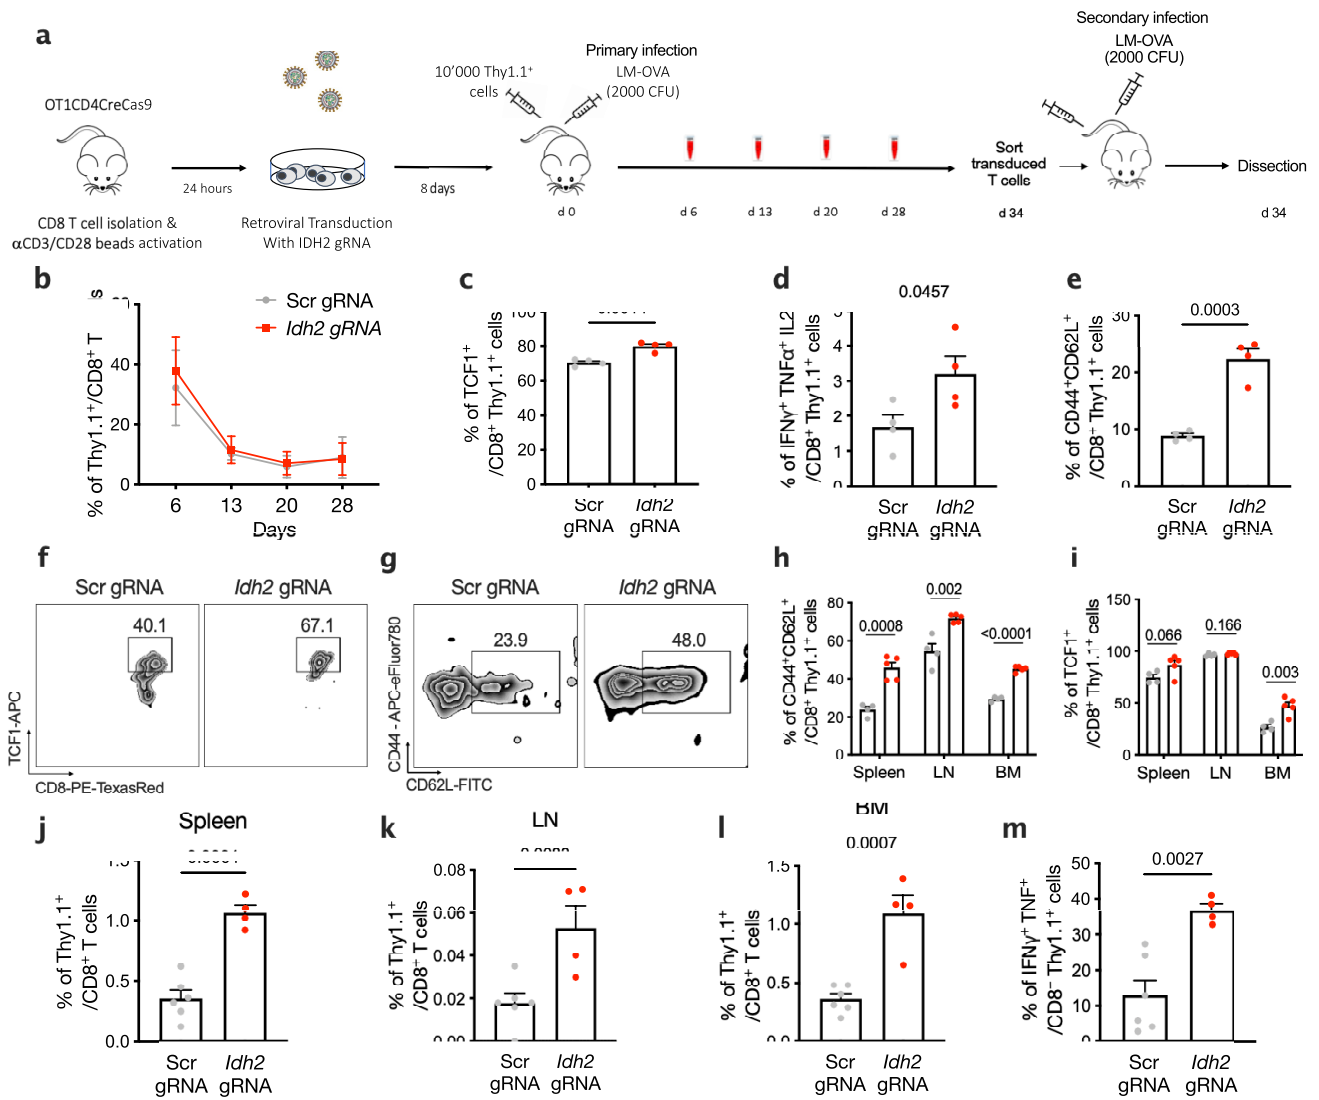 a
OT1CD4CreCas9
CD8 T cell isolation &
αCD3/CD28 beads activation
24 hours
Retroviral Transduction
With IDH2 gRNA
8 days
10'000 Thy1.1⁺
cells
Primary infection
LM-OVA
(2000 CFU)
d 0
d 6
d 13
d 20
d 28
Sort
transduced
T cells
d 34
Secondary infection
LM-OVA
(2000 CFU)
Dissection
d 34
b
% of Thy1.1⁺/CD8⁺ T
40
20
0
6
13
20
28
Days
Scr gRNA
Idh2 gRNA
c
% of TCF1⁺
/CD8⁺ Thy1.1⁺ cells
100
80
60
40
20
0
Scr
gRNA
Idh2
gRNA
d
0.0457
% of IFNγ⁺ TNFα⁺ IL2
/CD8⁺ Thy1.1⁺ cells
5
4
3
2
1
0
Scr
gRNA
Idh2
gRNA
e
0.0003
% of CD44⁺CD62L⁺
/CD8⁺ Thy1.1⁺ cells
30
20
10
0
Scr
gRNA
Idh2
gRNA
f
Scr gRNA
Idh2 gRNA
40.1
67.1
TCF1-APC
CD8-PE-TexasRed
g
Scr gRNA
Idh2 gRNA
23.9
48.0
CD44 - APC-eFluor780
CD62L-FITC
h
% of CD44⁺CD62L⁺
/CD8⁺ Thy1.1⁺ cells
80
60
40
20
0
0.0008
0.002
<0.0001
Spleen
LN
BM
i
% of TCF1⁺
/CD8⁺ Thy1.1⁺ cells
150
100
50
0
0.066
0.166
0.003
Spleen
LN
BM
j
Spleen
% of Thy1.1⁺
/CD8⁺ T cells
1.5
1.0
0.5
0.0
Scr
gRNA
Idh2
gRNA
k
LN
% of Thy1.1⁺
/CD8⁺ T cells
0.08
0.06
0.04
0.02
0.00
Scr
gRNA
Idh2
gRNA
l
BM
0.0007
% of Thy1.1⁺
/CD8⁺ T cells
1.5
1.0
0.5
0.0
Scr
gRNA
Idh2
gRNA
m
0.0027
% of IFNγ⁺ TNF⁺
/CD8⁻ Thy1.1⁺ cells
50
40
30
20
10
0
Scr
gRNA
Idh2
gRNA